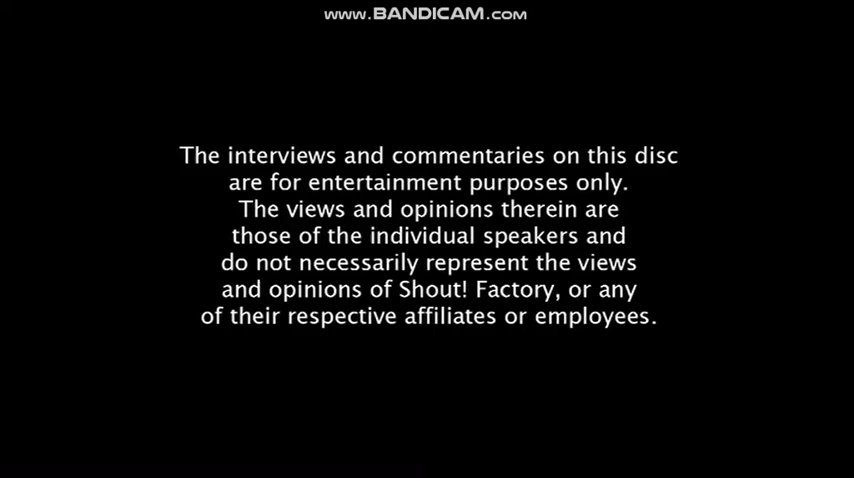 www.BANDICAM.com
The interviews and commentaries on this disc
are for entertainment purposes only.
The views and opinions therein are
those of the individual speakers and
do not necessarily represent the views
and opinions of Shout! Factory, or any
of their respective affiliates or employees.